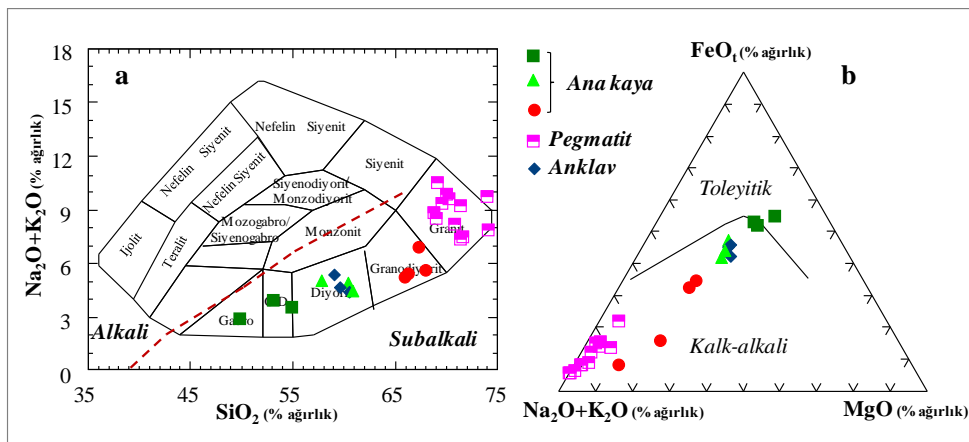 a
18
15
12
9
6
3
0
35
45
55
65
75
Na2O+K2O (% ağırlık)
SiO2 (% ağırlık)
Nefelin Siyenit
Nefelin
Siyenit
Nefelin Siyenit
Siyenit
Siyenodiyorit
Monzodiyorit
Mozogabro/
Siyenogabro
Monzonit
Ijolit
Teralit
Granit
Granodiyorit
Gabro
Diyorit
Alkali
Subalkali
Ana kaya
Pegmatit
Anklav
b
FeOt (% ağırlık)
Toleyitik
Kalk-alkali
Na2O+K2O (% ağırlık)
MgO (% ağırlık)